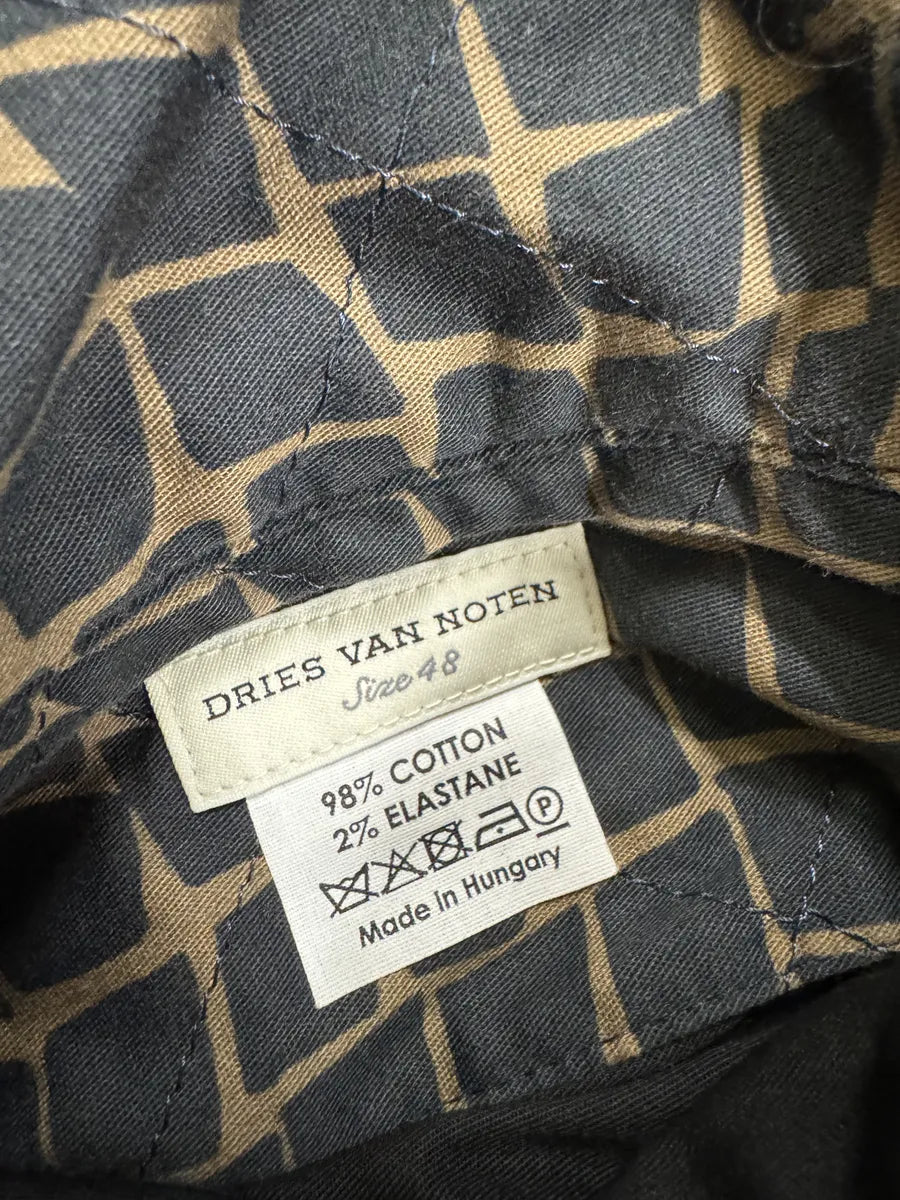 DRIES VAN NOTEN
Size 48
98% COTTON
2% ELASTANE
P
Made in Hungary